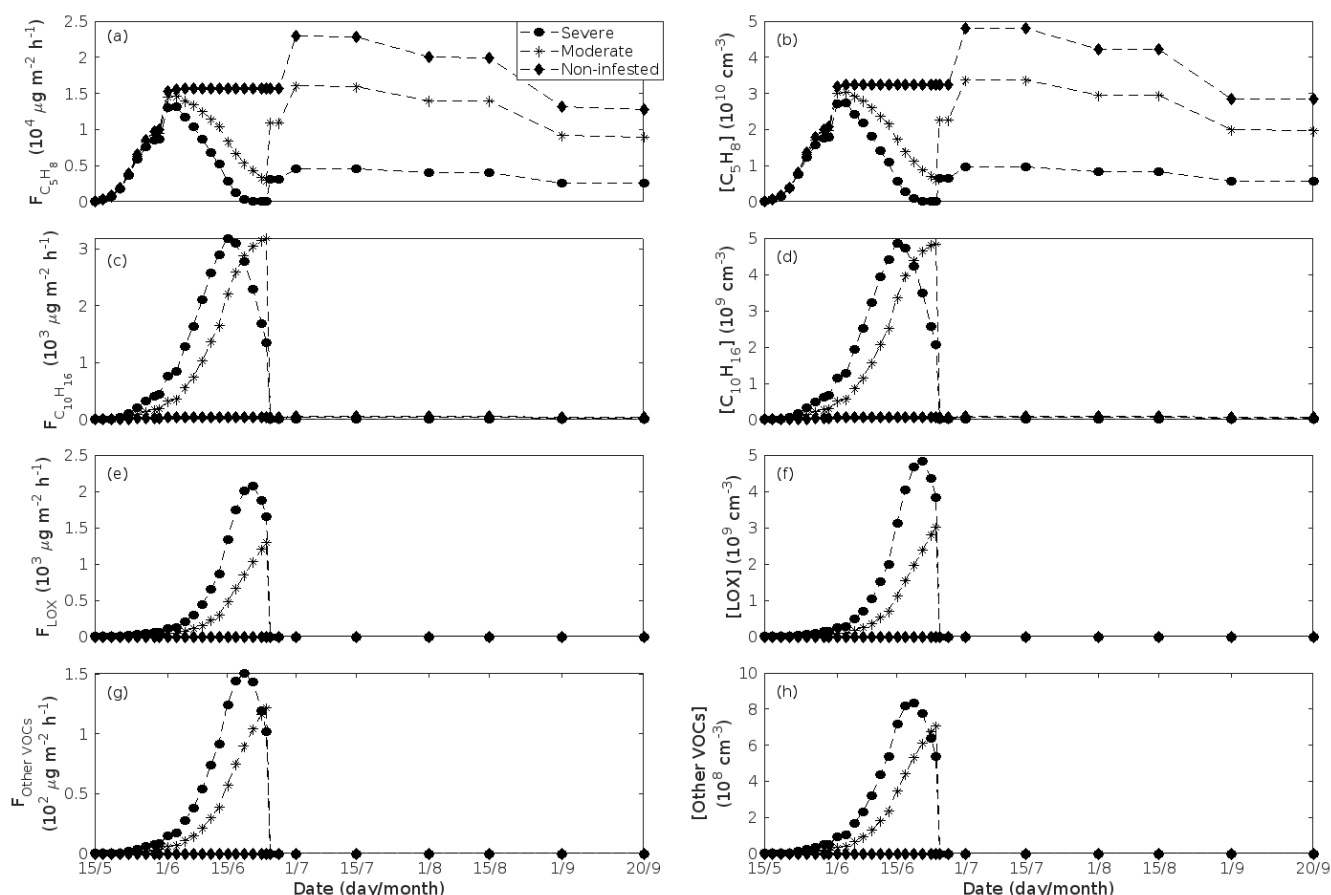 (a)
F C5H8 (10^4 μg m^-2 h^-1)
2.5
2
1.5
1
0.5
0
Severe
Moderate
Non-infested
(b)
[C5H8] (10^10 cm^-3)
5
4
3
2
1
0
(c)
F C10H16 (10^3 μg m^-2 h^-1)
3
2
1
0
(d)
[C10H16] (10^9 cm^-3)
5
4
3
2
1
0
(e)
F LOX (10^3 μg m^-2 h^-1)
2.5
2
1.5
1
0.5
0
(f)
[LOX] (10^9 cm^-3)
5
4
3
2
1
0
(g)
F Other VOCs
(10^2 μg m^-2 h^-1)
1.5
1
0.5
0
15/5 1/6 15/6 1/7 15/7 1/8 15/8 1/9 20/9
Date (day/month)
(h)
[Other VOCs]
(10^8 cm^-3)
10
8
6
4
2
0
15/5 1/6 15/6 1/7 15/7 1/8 15/8 1/9 20/9
Date (day/month)